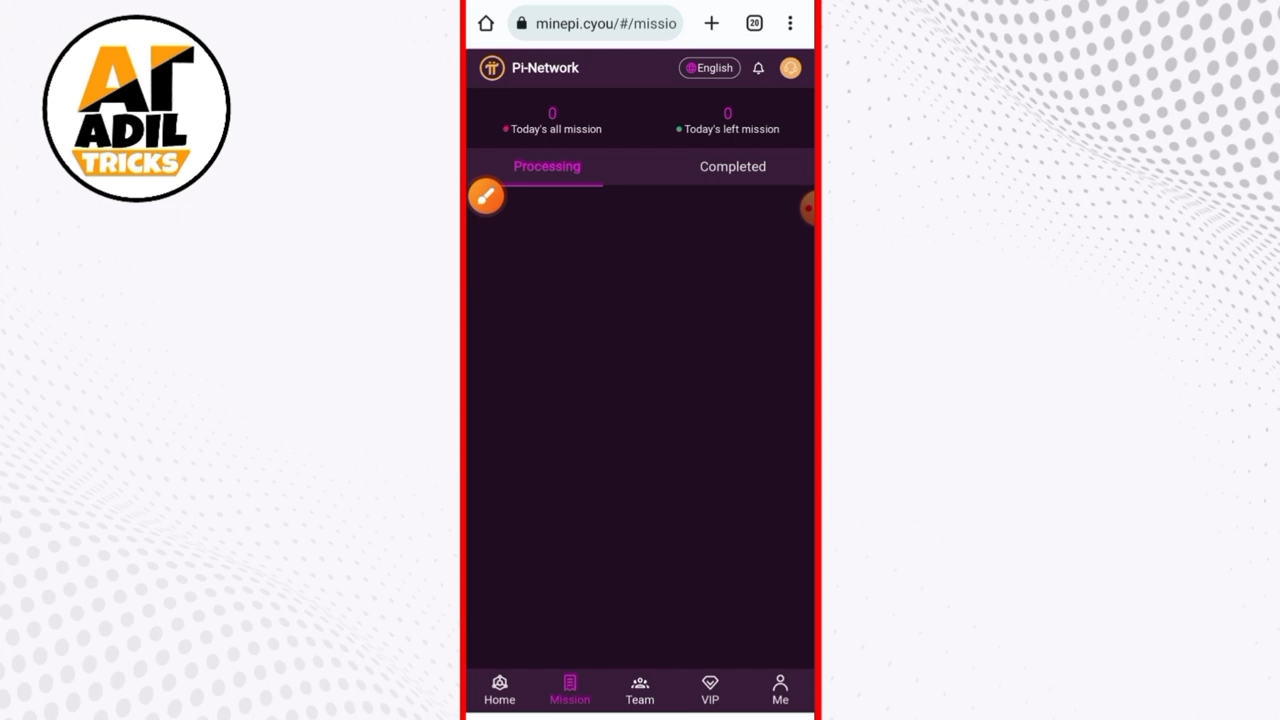 AT
ADIL
TRICKS
minepi.cyou/#/missio
20
Pi-Network
English
0
Today's all mission
0
Today's left mission
Processing
Completed
Home
Mission
Team
VIP
Me